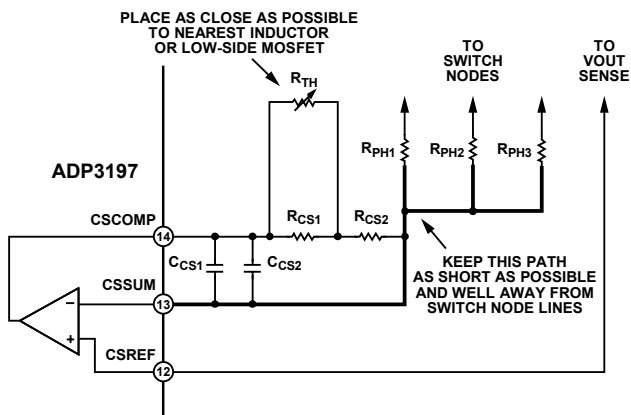 PLACE AS CLOSE AS POSSIBLE
TO NEAREST INDUCTOR
OR LOW-SIDE MOSFET
TO
SWITCH
NODES
TO
VOUT
SENSE
RTH
RPH1
RPH2
RPH3
ADP3197
CSCOMP
14
RCS1
RCS2
CCS1
CCS2
KEEP THIS PATH
AS SHORT AS POSSIBLE
AND WELL AWAY FROM
SWITCH NODE LINES
CSSUM
13
–
+
CSREF
12